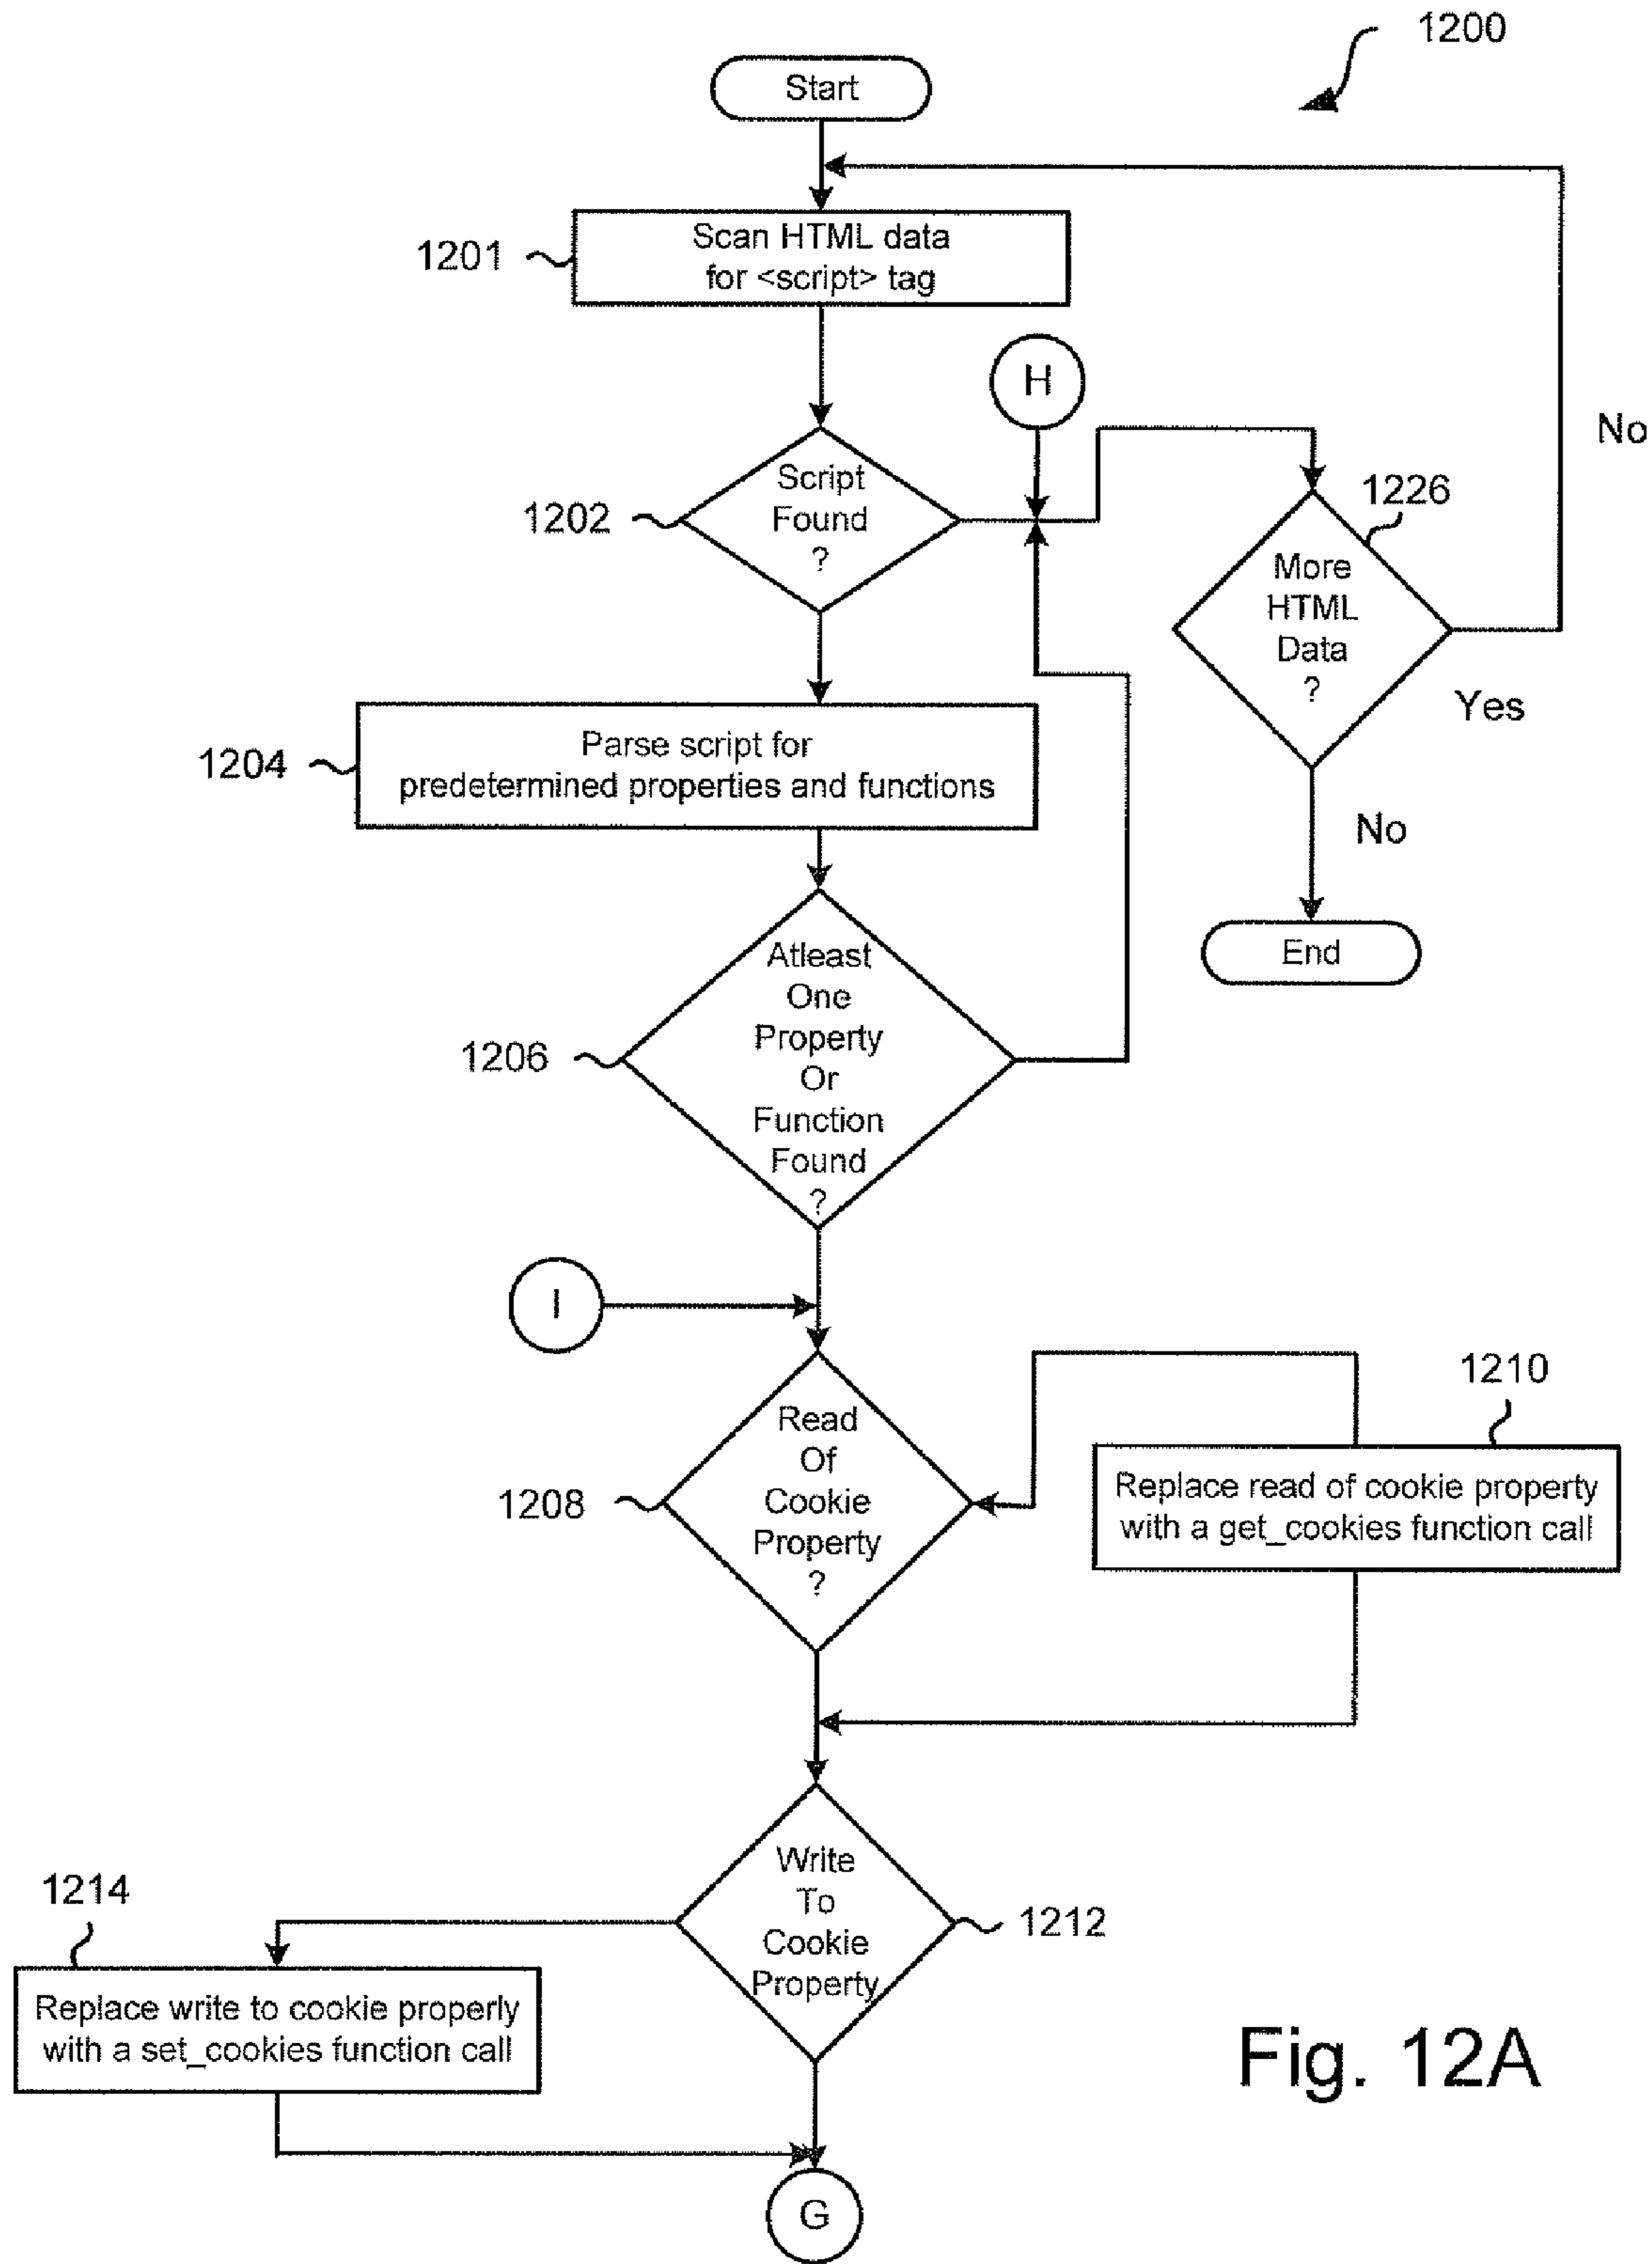 1200
Start
1201
Scan HTML data
for <script> tag
H
No
1202
Script
Found
?
1226
More
HTML
Data
?
Yes
1204
Parse script for
predetermined properties and functions
No
End
1206
Atleast
One
Property
Or
Function
Found
?
I
1208
Read
Of
Cookie
Property
?
1210
Replace read of cookie property
with a get_cookies function call
1214
Write
To
Cookie
Property
1212
Replace write to cookie properly
with a set_cookies function call
Fig. 12A
G